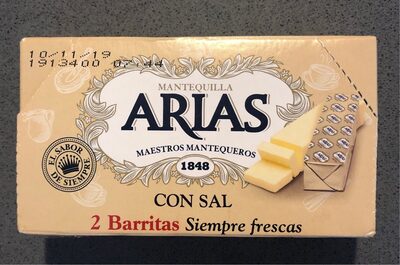 10/11/19
1913400 07:44
MANTEQUILLA
ARIAS
MAESTROS MANTEQUEROS
1848
EL SABOR
DE SIEMPRE
CON SAL
2 Barritas Siempre frescas